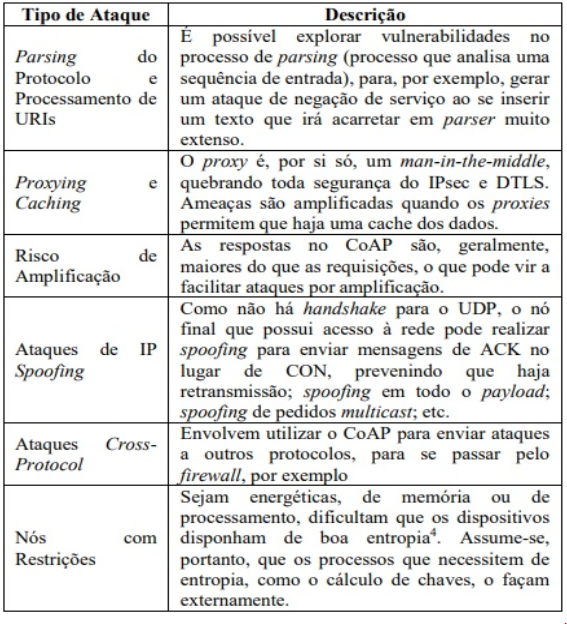 Tipo de Ataque
Descrição
Parsing do
Protocolo e
Processamento de
URIs
É possível explorar vulnerabilidades no
processo de parsing (processo que analisa uma
sequência de entrada), para, por exemplo, gerar
um ataque de negação de serviço ao se inserir
um texto que irá acarretar em parser muito
extenso.
Proxying e
Caching
O proxy é, por si só, um man-in-the-middle,
quebrando toda segurança do IPsec e DTLS.
Ameaças são amplificadas quando os proxies
permitem que haja uma cache dos dados.
Risco de
Amplificação
As respostas no CoAP são, geralmente,
maiores do que as requisições, o que pode vir a
facilitar ataques por amplificação.
Ataques de IP
Spoofing
Como não há handshake para o UDP, o nó
final que possui acesso à rede pode realizar
spoofing para enviar mensagens de ACK no
lugar de CON, prevenindo que haja
retransmissão; spoofing em todo o payload;
spoofing de pedidos multicast; etc.
Ataques Cross-
Protocol
Envolvem utilizar o CoAP para enviar ataques
a outros protocolos, para se passar pelo
firewall, por exemplo
Nós com
Restrições
Sejam energéticas, de memória ou de
processamento, dificultam que os dispositivos
disponham de boa entropia⁴. Assume-se,
portanto, que os processos que necessitem de
entropia, como o cálculo de chaves, o façam
externamente.